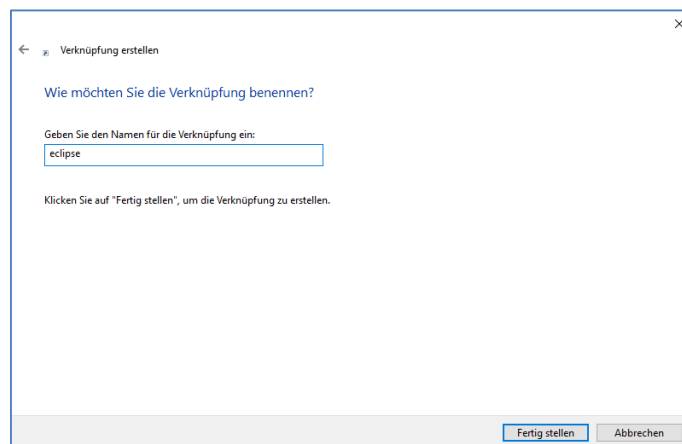 Verknüpfung erstellen
Wie möchten Sie die Verknüpfung benennen?
Geben Sie den Namen für die Verknüpfung ein:
eclipse
Klicken Sie auf "Fertig stellen", um die Verknüpfung zu erstellen.
Fertig stellen Abbrechen